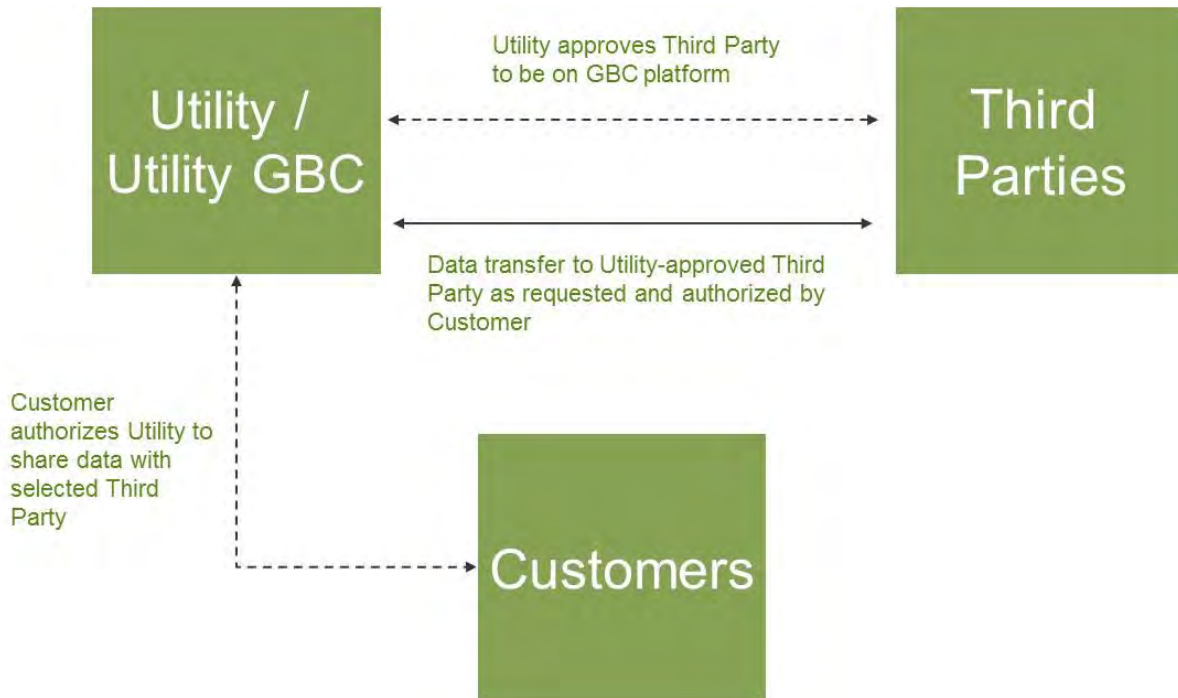 Utility approves Third Party
to be on GBC platform
Utility /
Utility GBC
Third
Parties
Data transfer to Utility-approved Third
Party as requested and authorized by
Customer
Customer
authorizes Utility to
share data with
selected Third
Party
Customers